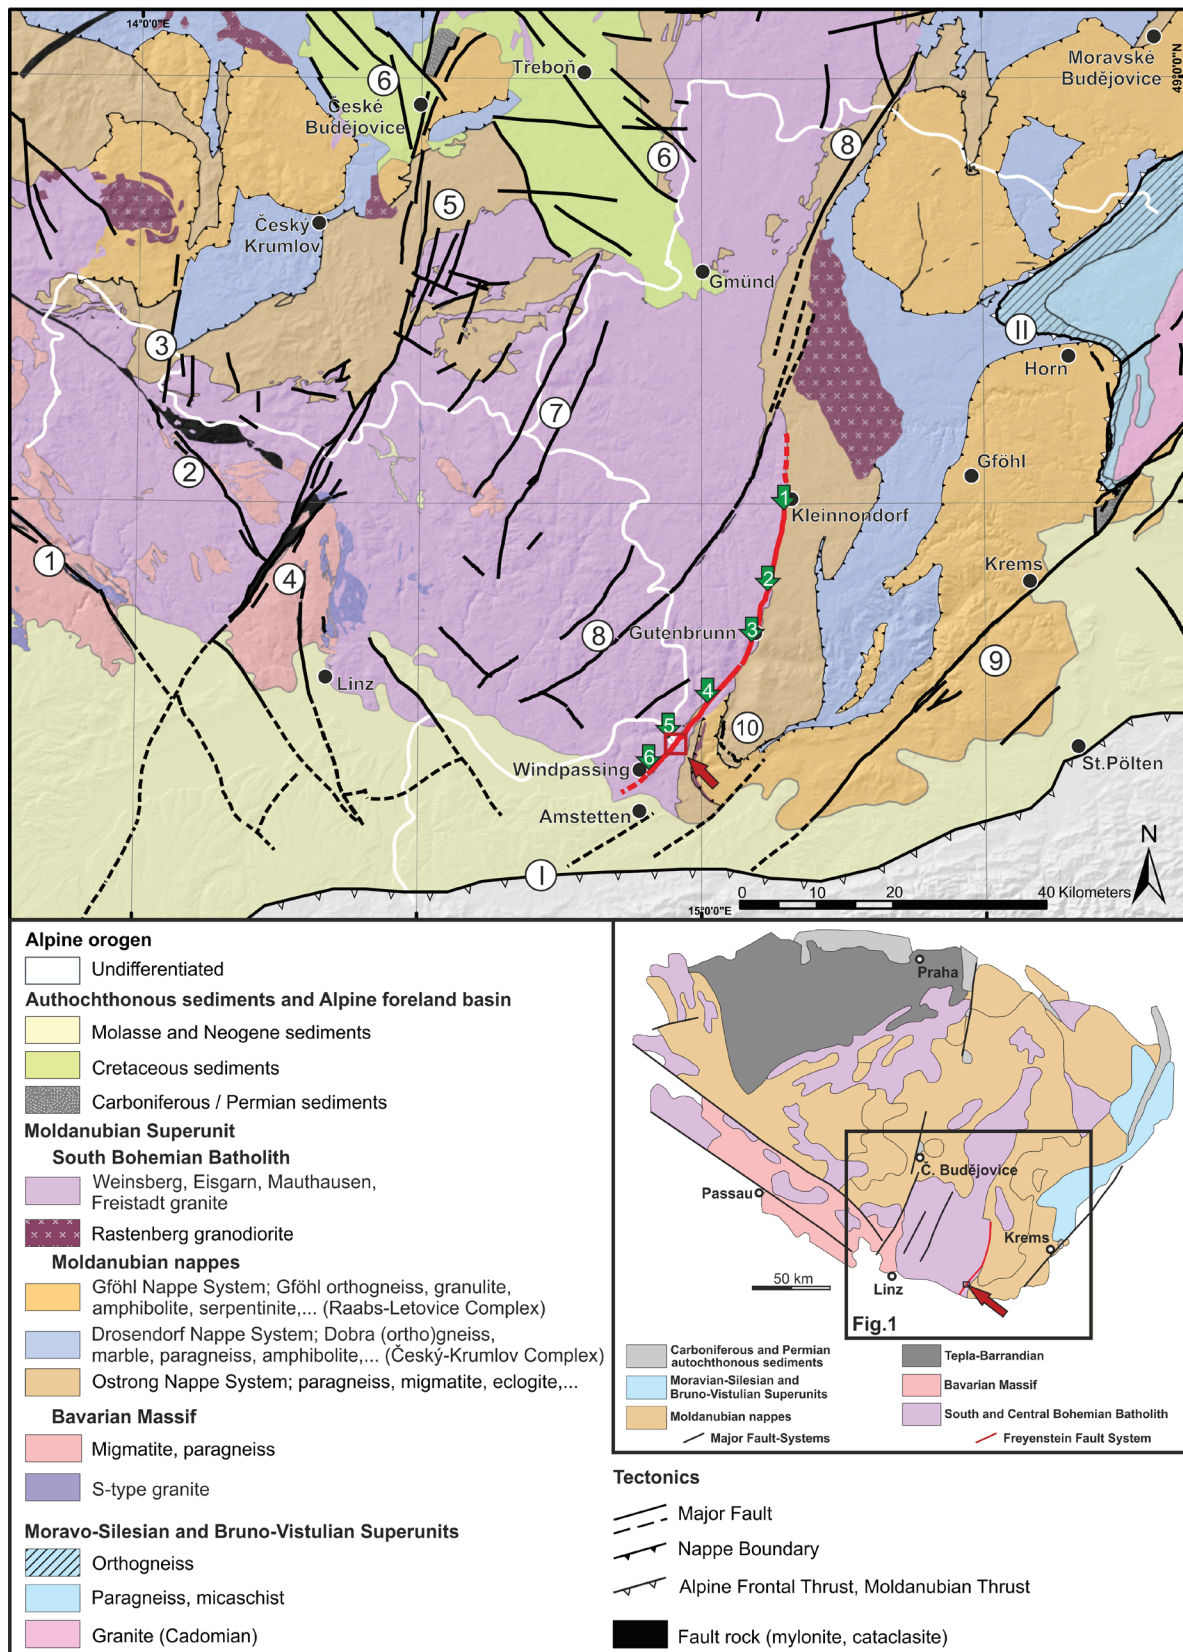 14°0'0"E
Třeboň
Moravské
Budějovice
49°0'0"N
6
České
Budějovice
6
8
5
Český
Krumlov
Gmünd
3
II
Horn
7
2
Gföhl
1
Kleinnondorf
1
4
2
Krems
8
Gutenbrunn
3
9
Linz
4
5
10
6
Windpassing
St.Pölten
Amstetten
N
I
0
10
20
40 Kilometers
15°0'0"E
Alpine orogen
Undifferentiated
Authochthonous sediments and Alpine foreland basin
Molasse and Neogene sediments
Cretaceous sediments
Carboniferous / Permian sediments
Moldanubian Superunit
South Bohemian Batholith
Weinsberg, Eisgarn, Mauthausen,
Freistadt granite
Rastenberg granodiorite
Moldanubian nappes
Gföhl Nappe System; Gföhl orthogneiss, granulite,
amphibolite, serpentinite,... (Raabs-Letovice Complex)
Drosendorf Nappe System; Dobra (ortho)gneiss,
marble, paragneiss, amphibolite,... (Český-Krumlov Complex)
Ostrong Nappe System; paragneiss, migmatite, eclogite,...
Bavarian Massif
Migmatite, paragneiss
S-type granite
Moravo-Silesian and Bruno-Vistulian Superunits
Orthogneiss
Paragneiss, micaschist
Granite (Cadomian)
Praha
Č. Budějovice
Passau
Krems
50 km
Linz
Fig.1
Carboniferous and Permian
autochthonous sediments
Moravian-Silesian and
Bruno-Vistulian Superunits
Moldanubian nappes
Major Fault-Systems
Tepla-Barrandian
Bavarian Massif
South and Central Bohemian Batholith
Freyenstein Fault System
Tectonics
Major Fault
Nappe Boundary
Alpine Frontal Thrust, Moldanubian Thrust
Fault rock (mylonite, cataclasite)